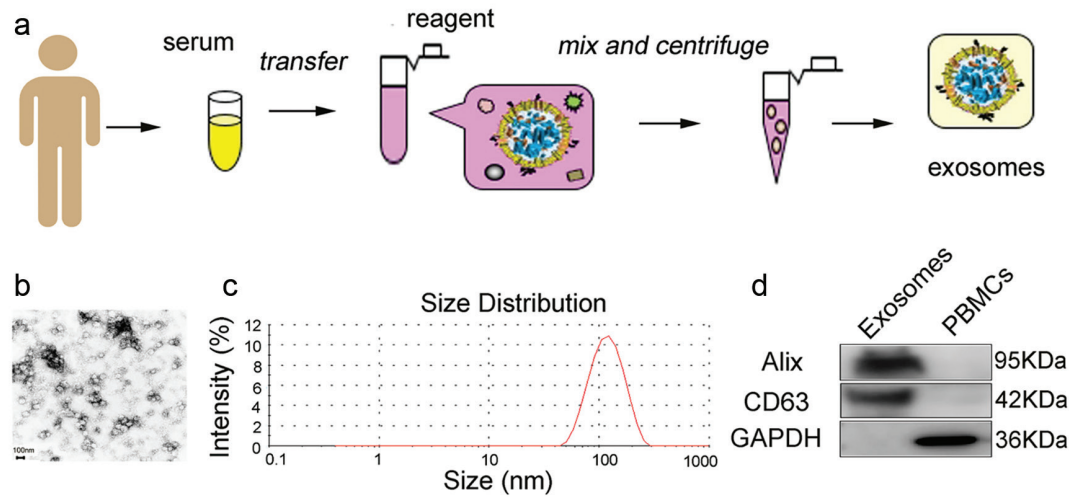 a
serum
transfer
reagent
mix and centrifuge
exosomes
b
100nm
c
Size Distribution
Intensity (%)
12
10
8
6
4
2
0
0.1
1
10
100
1000
Size (nm)
d
Exosomes
PBMCs
Alix
95KDa
CD63
42KDa
GAPDH
36KDa